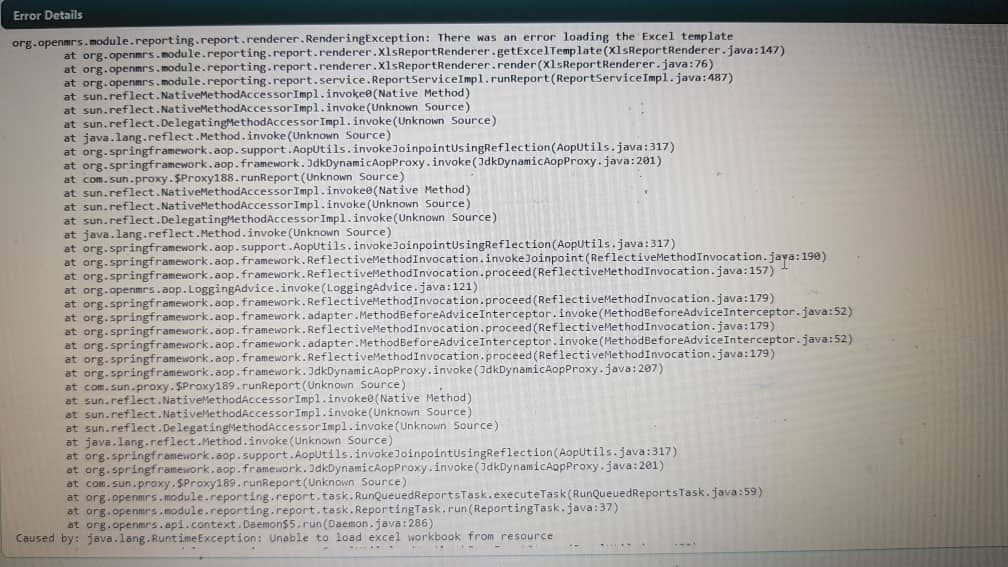 Error Details
org.openmrs.module.reporting.report.renderer.RenderingException: There was an error loading the Excel template
at org.openmrs.module.reporting.report.renderer.XlsReportRenderer.getExcelTemplate(XlsReportRenderer.java:147)
at org.openmrs.module.reporting.report.renderer.XlsReportRenderer.render(XlsReportRenderer.java:76)
at org.openmrs.module.reporting.report.service.ReportServiceImpl.runReport(ReportServiceImpl.java:487)
at sun.reflect.NativeMethodAccessorImpl.invoke0(Native Method)
at sun.reflect.NativeMethodAccessorImpl.invoke(Unknown Source)
at sun.reflect.DelegatingMethodAccessorImpl.invoke(Unknown Source)
at java.lang.reflect.Method.invoke(Unknown Source)
at org.springframework.aop.support.AopUtils.invokeJoinpointUsingReflection(AopUtils.java:317)
at org.springframework.aop.framework.JdkDynamicAopProxy.invoke(JdkDynamicAopProxy.java:201)
at com.sun.proxy.$Proxy188.runReport(Unknown Source)
at sun.reflect.NativeMethodAccessorImpl.invoke0(Native Method)
at sun.reflect.NativeMethodAccessorImpl.invoke(Unknown Source)
at sun.reflect.DelegatingMethodAccessorImpl.invoke(Unknown Source)
at java.lang.reflect.Method.invoke(Unknown Source)
at org.springframework.aop.support.AopUtils.invokeJoinpointUsingReflection(AopUtils.java:317)
at org.springframework.aop.framework.ReflectiveMethodInvocation.invokeJoinpoint(ReflectiveMethodInvocation.java:190)
at org.springframework.aop.framework.ReflectiveMethodInvocation.proceed(ReflectiveMethodInvocation.java:157)
at org.openmrs.aop.LoggingAdvice.invoke(LoggingAdvice.java:121)
at org.springframework.aop.framework.ReflectiveMethodInvocation.proceed(ReflectiveMethodInvocation.java:179)
at org.springframework.aop.framework.adapter.MethodBeforeAdviceInterceptor.invoke(MethodBeforeAdviceInterceptor.java:52)
at org.springframework.aop.framework.ReflectiveMethodInvocation.proceed(ReflectiveMethodInvocation.java:179)
at org.springframework.aop.framework.adapter.MethodBeforeAdviceInterceptor.invoke(MethodBeforeAdviceInterceptor.java:52)
at org.springframework.aop.framework.ReflectiveMethodInvocation.proceed(ReflectiveMethodInvocation.java:179)
at org.springframework.aop.framework.JdkDynamicAopProxy.invoke(JdkDynamicAopProxy.java:207)
at com.sun.proxy.$Proxy189.runReport(Unknown Source)
at sun.reflect.NativeMethodAccessorImpl.invoke0(Native Method)
at sun.reflect.NativeMethodAccessorImpl.invoke(Unknown Source)
at sun.reflect.DelegatingMethodAccessorImpl.invoke(Unknown Source)
at java.lang.reflect.Method.invoke(Unknown Source)
at org.springframework.aop.support.AopUtils.invokeJoinpointUsingReflection(AopUtils.java:317)
at org.springframework.aop.framework.JdkDynamicAopProxy.invoke(JdkDynamicAopProxy.java:201)
at com.sun.proxy.$Proxy189.runReport(Unknown Source)
at org.openmrs.module.reporting.report.task.RunQueuedReportsTask.executeTask(RunQueuedReportsTask.java:59)
at org.openmrs.module.reporting.report.task.ReportingTask.run(ReportingTask.java:37)
at org.openmrs.api.context.Daemon$5.run(Daemon.java:286)
Caused by: java.lang.RuntimeException: Unable to load excel workbook from resource